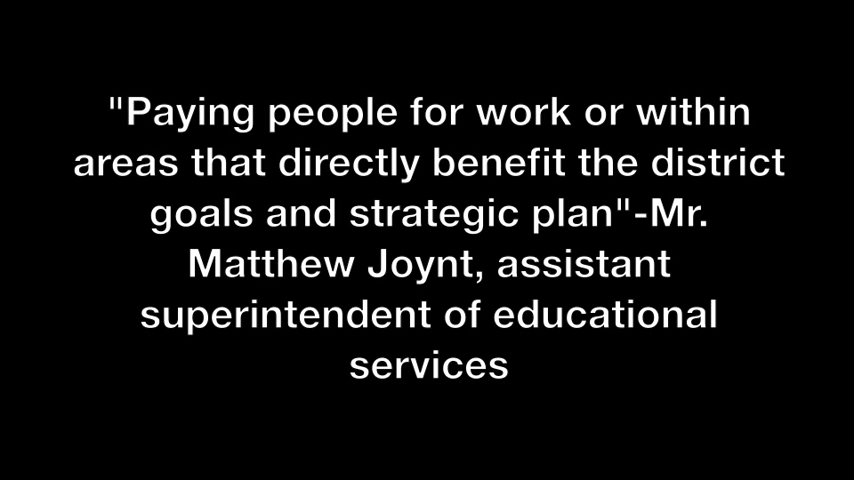 "Paying people for work or within
areas that directly benefit the district
goals and strategic plan"-Mr.
Matthew Joynt, assistant
superintendent of educational
services